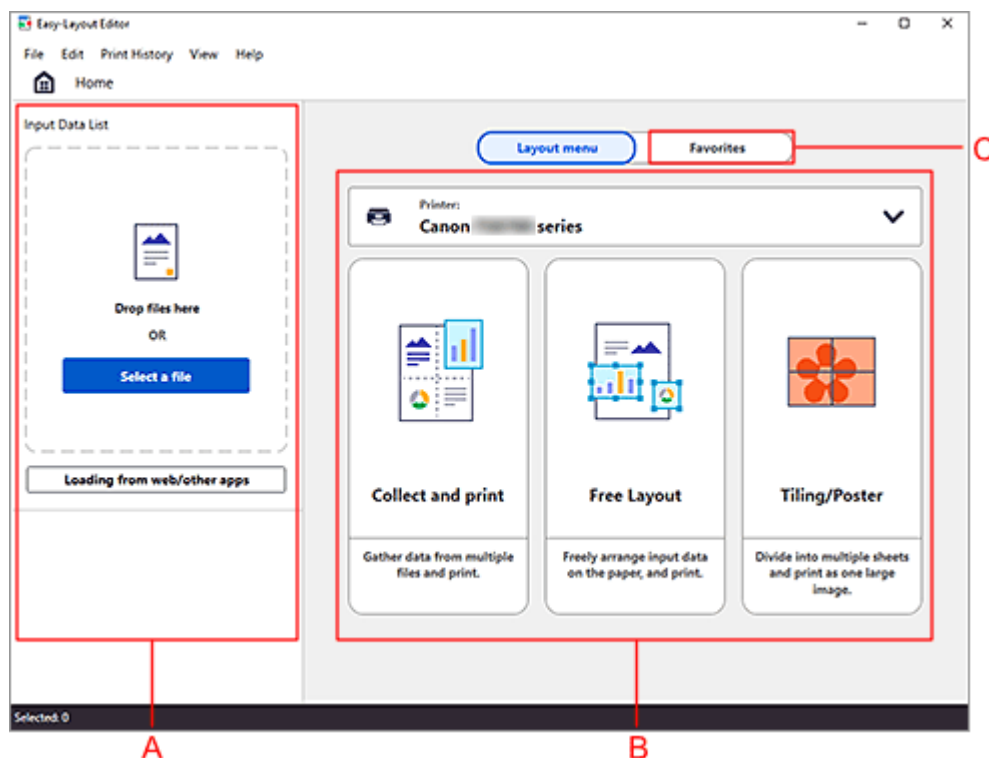 Easy-Layout Editor
File Edit Print History View Help
Home
Input Data List
Drop files here
OR
Select a file
Loading from web/other apps
Layout menu Favorites
C
Printer:
Canon series
Collect and print
Gather data from multiple
files and print.
Free Layout
Freely arrange input data
on the paper, and print.
Tiling/Poster
Divide into multiple sheets
and print as one large
image.
Selected: 0
A B